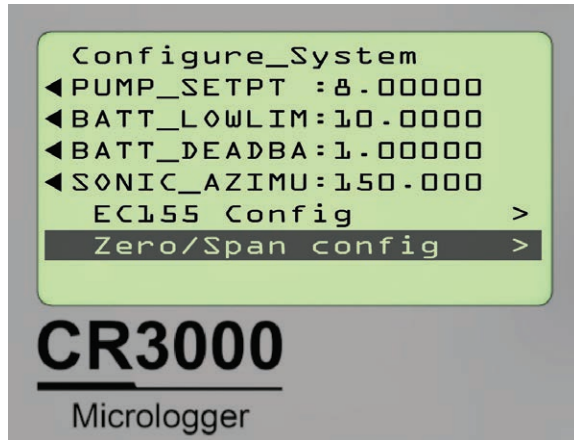 Configure_System
◀PUMP_SETPT :8.00000
◀BATT_LOWLIM:10.0000
◀BATT_DEADBA:1.00000
◀SONIC_AZIMU:150.000
EC155 Config >
Zero/Span config >
CR3000
Micrologger